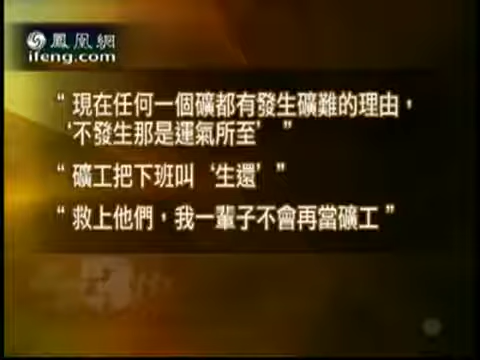 鳳凰網
ifeng.com
“ 現在任何一個礦都有發生礦難的理由，
‘不發生那是運氣所至’ ”
“ 礦工把下班叫‘生還’”
“ 救上他們，我一輩子不會再當礦工 ”